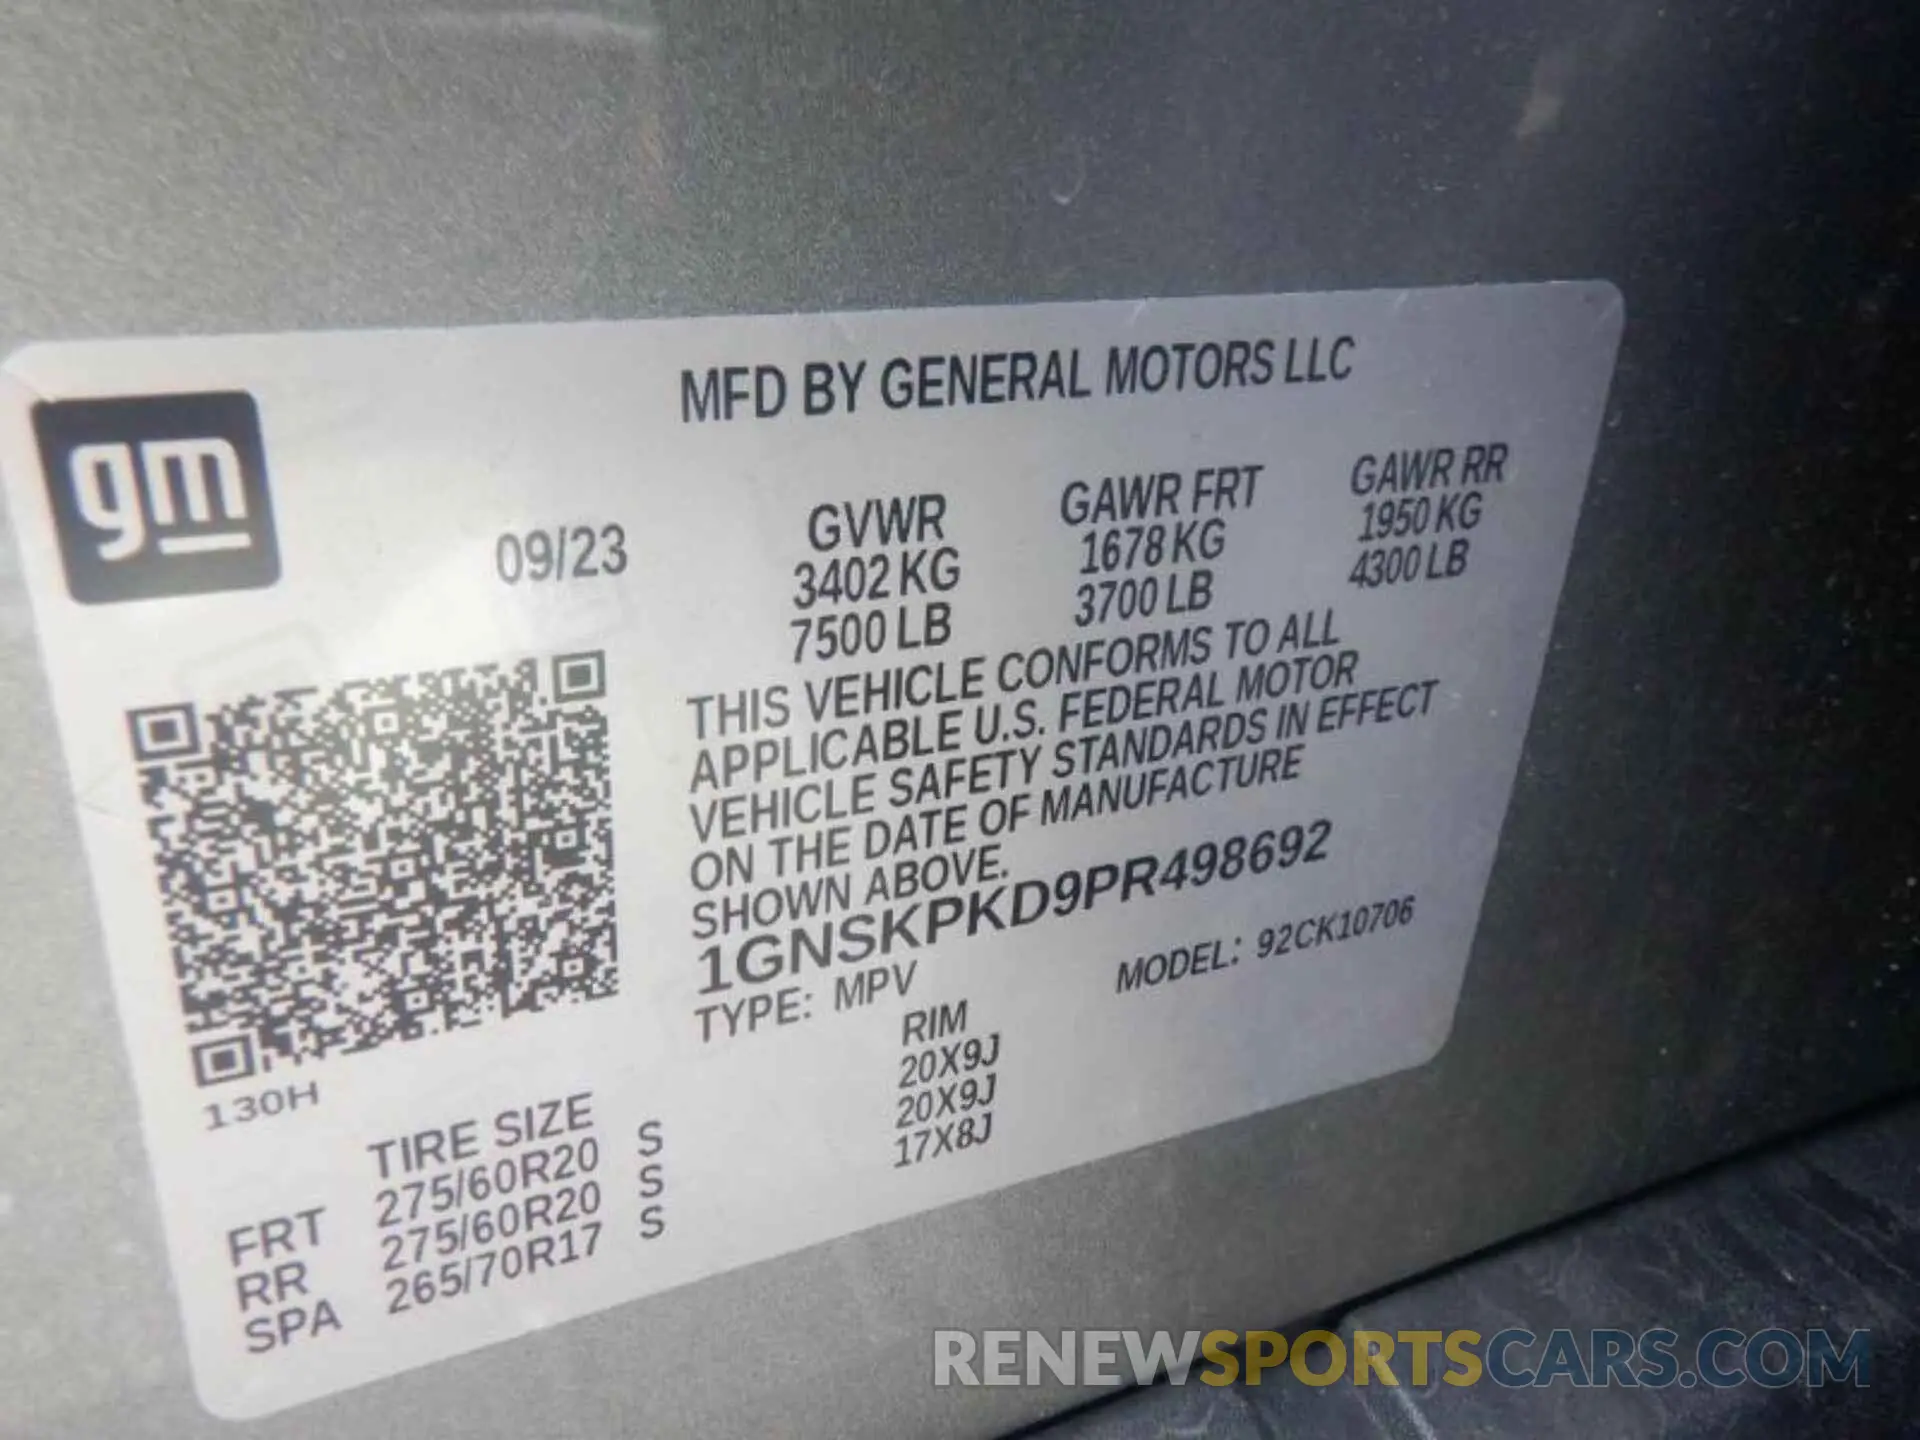 MFD BY GENERAL MOTORS LLC
gm
09/23
GVWR GAWR FRT GAWR RR
3402 KG 1678 KG 1950 KG
7500 LB 3700 LB 4300 LB
THIS VEHICLE CONFORMS TO ALL
APPLICABLE U.S. FEDERAL MOTOR
VEHICLE SAFETY STANDARDS IN EFFECT
ON THE DATE OF MANUFACTURE
SHOWN ABOVE.
1GNSKPKD9PR498692
TYPE: MPV MODEL: 92CK10706
130H
TIRE SIZE RIM
FRT 275/60R20 S 20X9J
RR 275/60R20 S 20X9J
SPA 265/70R17 S 17X8J
RENEWSPORTSCARS.COM